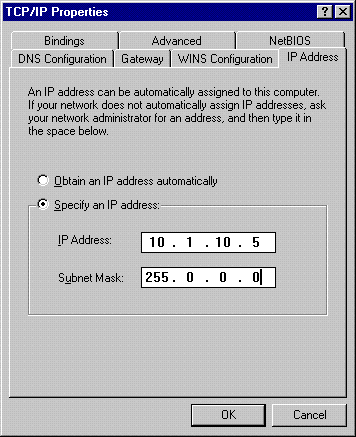 TCP/IP Properties
Bindings Advanced NetBIOS
DNS Configuration Gateway WINS Configuration IP Address
An IP address can be automatically assigned to this computer.
If your network does not automatically assign IP addresses, ask
your network administrator for an address, and then type it in
the space below.
Obtain an IP address automatically
Specify an IP address:
IP Address: 10 . 1 . 10 . 5
Subnet Mask: 255 . 0 . 0 . 0
OK Cancel